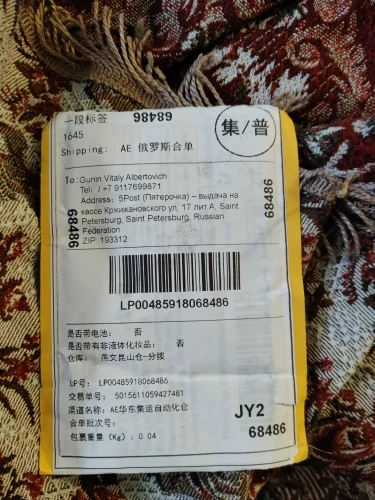 一段标签
68486
1645
集/普
Shipping: AE 俄罗斯合单
To: Gunin Vitaly Albertovich
Tel: / +7 9117699871
Address: 5Post (Пятерочка) – выдача на
кассе Кржижановского ул, 17 лит А, Saint
Petersburg, Saint Petersburg, Russian
Federation
ZIP: 193312
68486
68486
LP00485918068486
是否带电池: 否
是否带有非液体化妆品: 否
仓库: 燕文昆山仓-分拨
LP号: LP00485918068486
交易单号: 5015611059427481
渠道名称: AE华东集运自动化仓
合单批次号:
包裹重量 (Kg): 0.04
JY2
68486